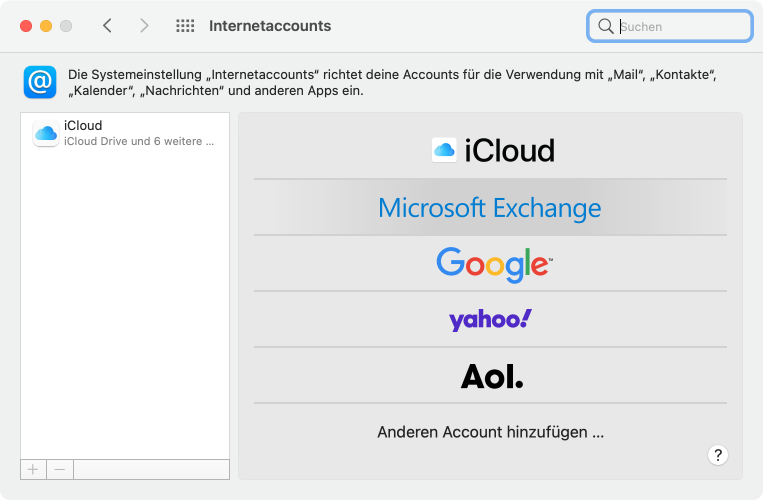 Internetaccounts
Suchen
Die Systemeinstellung „Internetaccounts“ richtet deine Accounts für die Verwendung mit „Mail“, „Kontakte“,
„Kalender“, „Nachrichten“ und anderen Apps ein.
iCloud
iCloud Drive und 6 weitere ...
iCloud
Microsoft Exchange
Google™
yahoo!
Aol.
Anderen Account hinzufügen ...
?